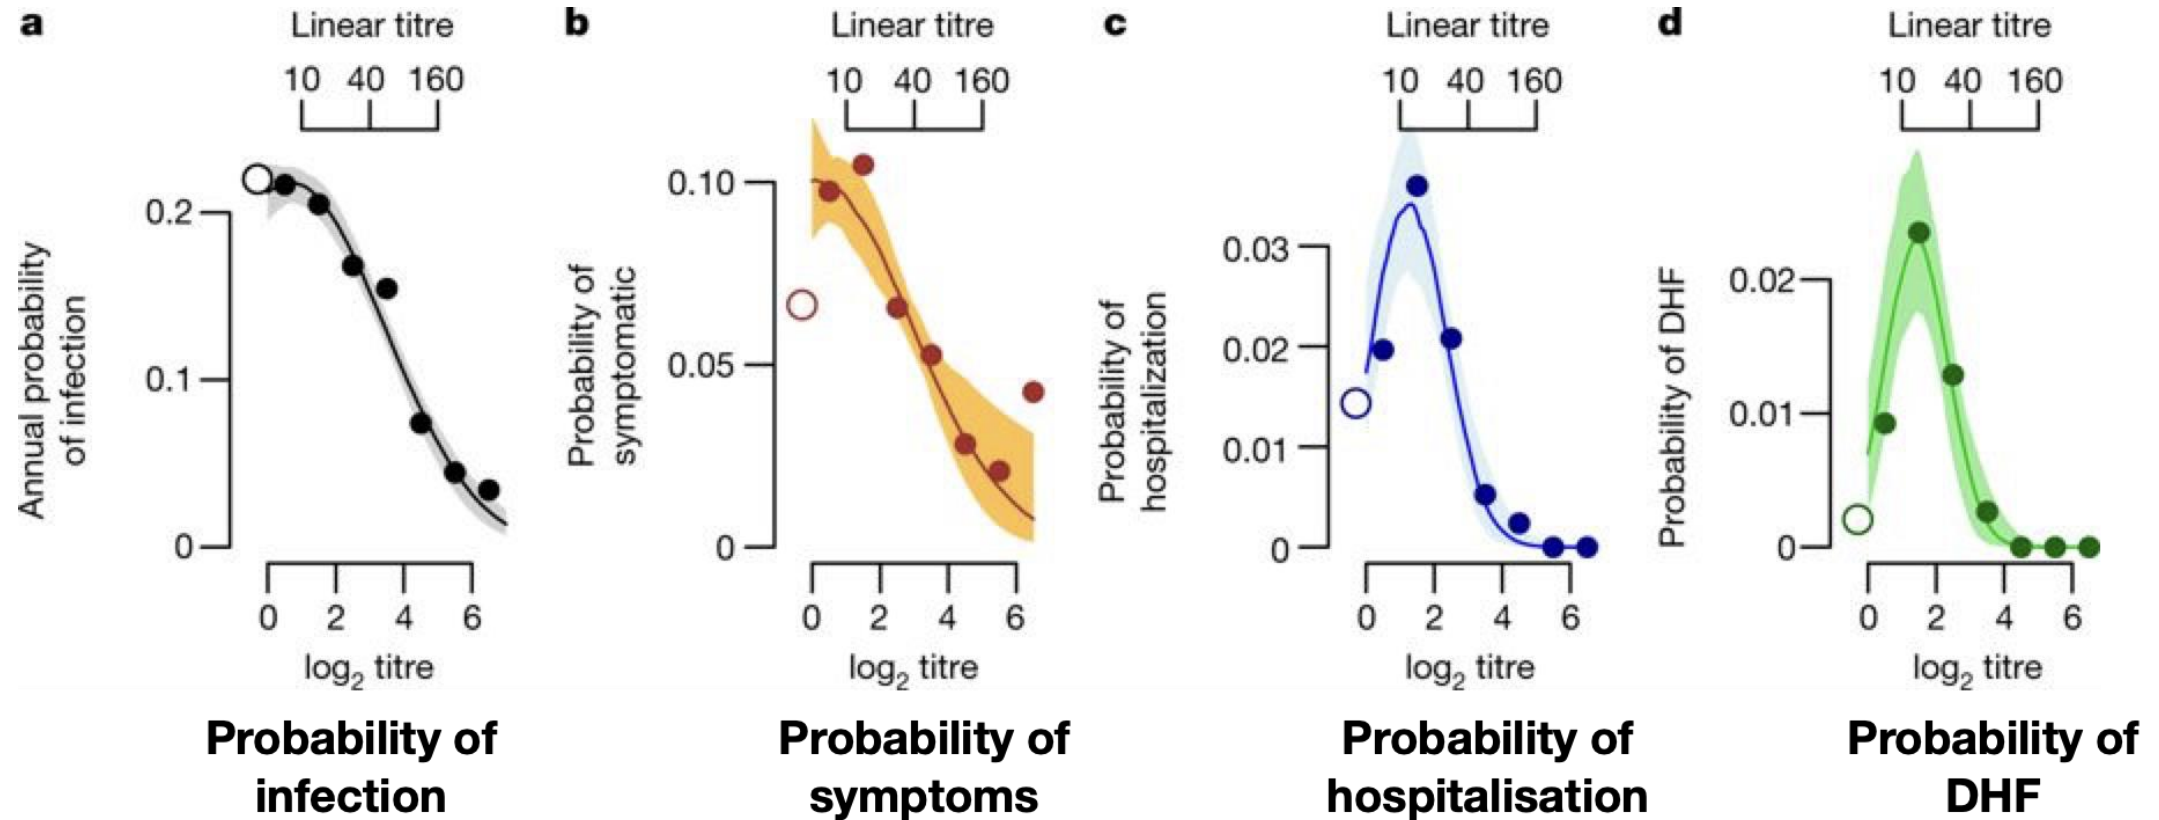 a
Linear titre
10 40 160
Annual probability
of infection
0.2
0.1
0
0 2 4 6
log₂ titre
Probability of
infection
b
Linear titre
10 40 160
Probability of
symptomatic
0.10
0.05
0
0 2 4 6
log₂ titre
Probability of
symptoms
c
Linear titre
10 40 160
Probability of
hospitalization
0.03
0.02
0.01
0
0 2 4 6
log₂ titre
Probability of
hospitalisation
d
Linear titre
10 40 160
Probability of DHF
0.02
0.01
0
0 2 4 6
log₂ titre
Probability of
DHF